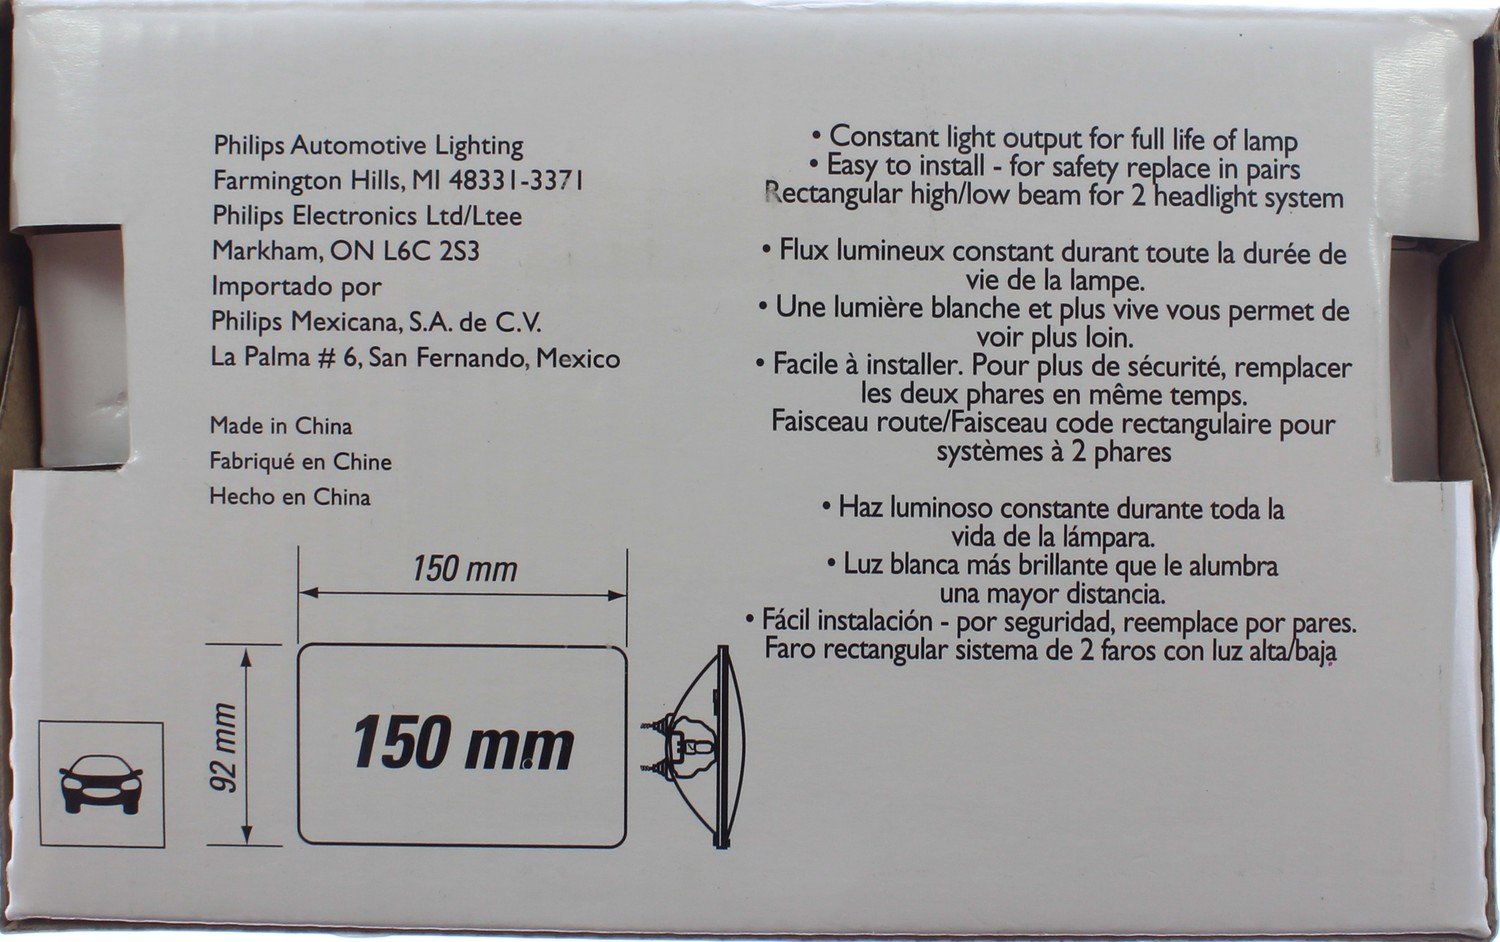 Philips Automotive Lighting
Farmington Hills, MI 48331-3371
Philips Electronics Ltd/Ltee
Markham, ON L6C 2S3
Importado por
Philips Mexicana, S.A. de C.V.
La Palma # 6, San Fernando, Mexico
Made in China
Fabriqué en Chine
Hecho en China
• Constant light output for full life of lamp
• Easy to install - for safety replace in pairs
Rectangular high/low beam for 2 headlight system
• Flux lumineux constant durant toute la durée de
vie de la lampe.
• Une lumière blanche et plus vive vous permet de
voir plus loin.
• Facile à installer. Pour plus de sécurité, remplacer
les deux phares en même temps.
Faisceau route/Faisceau code rectangulaire pour
systèmes à 2 phares
• Haz luminoso constante durante toda la
vida de la lámpara.
• Luz blanca más brillante que le alumbra
una mayor distancia.
• Fácil instalación - por seguridad, reemplace por pares.
Faro rectangular sistema de 2 faros con luz alta/baja
150 mm
92 mm
150 mm